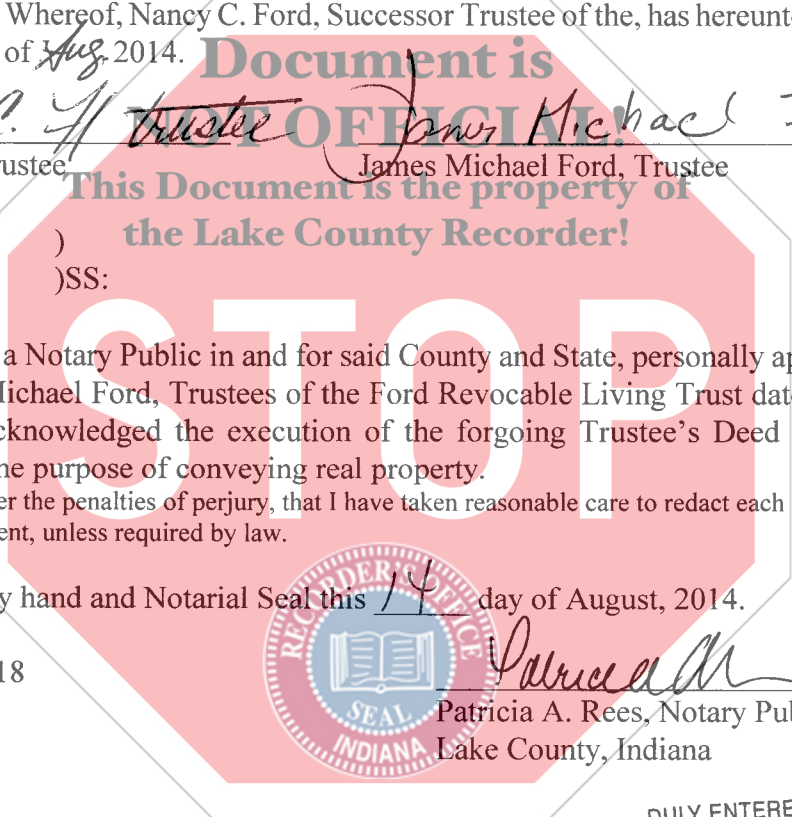 Whereof, Nancy C. Ford, Successor Trustee of the, has hereunt
of Aug. 2014.
Document is
NOT OFFICIAL!
C. trustee James Michael
rustee James Michael Ford, Trustee
This Document is the property of
the Lake County Recorder!
)
)SS:
STOP
a Notary Public in and for said County and State, personally ap
Michael Ford, Trustees of the Ford Revocable Living Trust dat
cknowledged the execution of the forgoing Trustee's Deed
he purpose of conveying real property.
er the penalties of perjury, that I have taken reasonable care to redact each
ent, unless required by law.
RECORDER'S OFFICE
SEAL
INDIANA
y hand and Notarial Seal this 14 day of August, 2014.
18
Patricia A. Rees, Notary Pub
Lake County, Indiana
DULY ENTERE